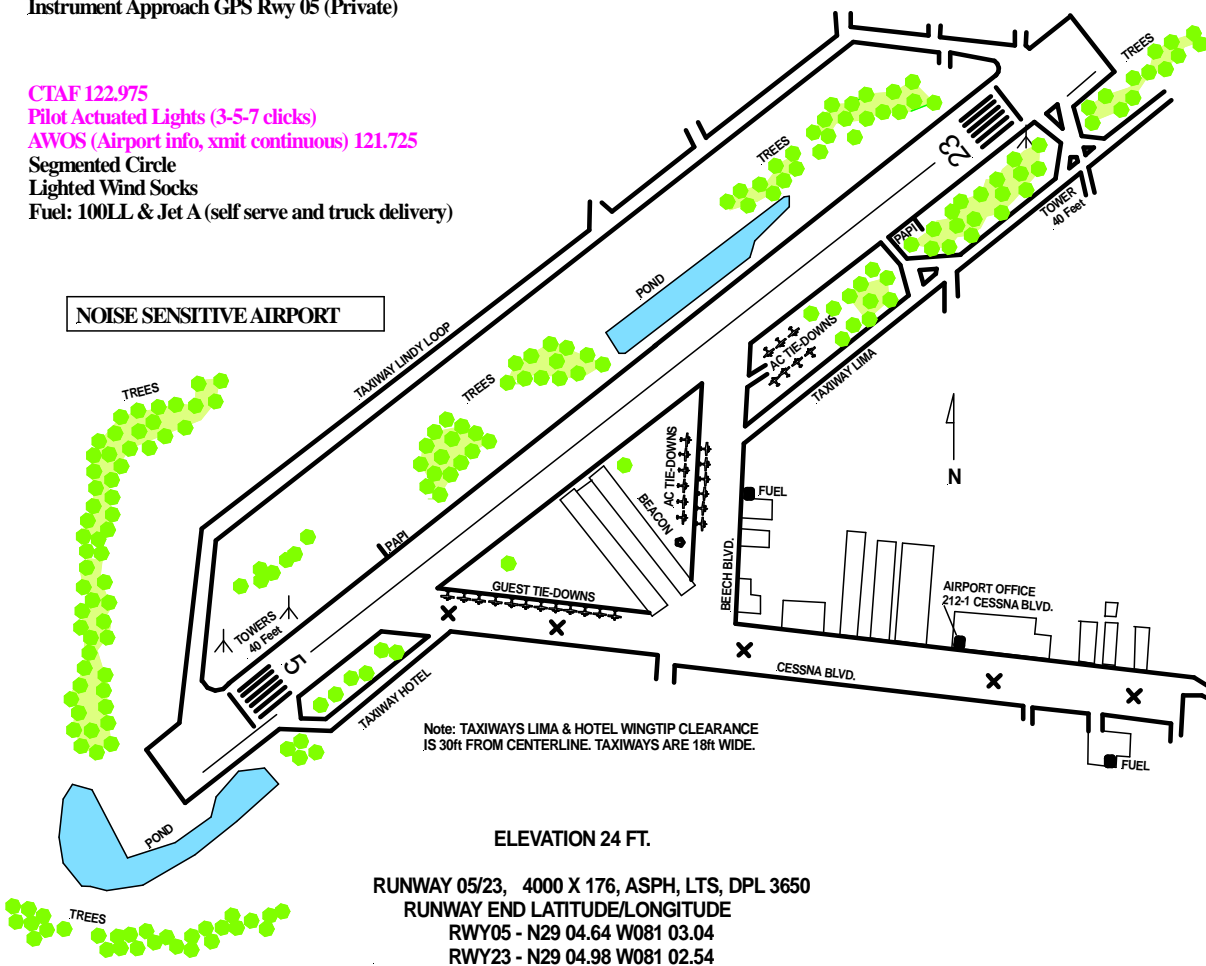 Instrument Approach GPS Rwy 05 (Private)
CTAF 122.975
Pilot Actuated Lights (3-5-7 clicks)
AWOS (Airport info, xmit continuous) 121.725
Segmented Circle
Lighted Wind Socks
Fuel: 100LL & Jet A (self serve and truck delivery)
NOISE SENSITIVE AIRPORT
TREES
TREES
23
TOWER
40 Feet
PAPI
POND
AC TIE-DOWNS
TAXIWAY LIMA
TAXIWAY LINDY LOOP
TREES
TREES
N
AC TIE-DOWNS
BEACON
FUEL
PAPI
GUEST TIE-DOWNS
BEECH BLVD.
AIRPORT OFFICE
212-1 CESSNA BLVD.
TOWERS
40 Feet
5
TAXIWAY HOTEL
CESSNA BLVD.
Note: TAXIWAYS LIMA & HOTEL WINGTIP CLEARANCE
IS 30ft FROM CENTERLINE. TAXIWAYS ARE 18ft WIDE.
FUEL
POND
TREES
ELEVATION 24 FT.
RUNWAY 05/23, 4000 X 176, ASPH, LTS, DPL 3650
RUNWAY END LATITUDE/LONGITUDE
RWY05 - N29 04.64 W081 03.04
RWY23 - N29 04.98 W081 02.54